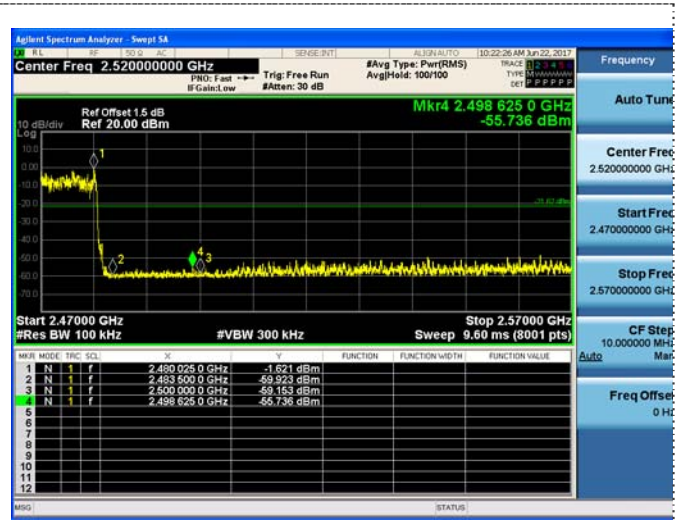 Agilent Spectrum Analyzer - Swept SA
RL RF 50 Ω AC SENSE:INT ALIGN AUTO 10:22:26 AM Jun 22, 2017
Center Freq 2.520000000 GHz
PNO: Fast
IFGain:Low
Trig: Free Run
#Atten: 30 dB
#Avg Type: Pwr(RMS)
Avg|Hold: 100/100
TRACE 1 2 3 4 5 6
TYPE M
DET P P P P P P
Frequency
Auto Tune
Center Freq
2.520000000 GHz
Start Freq
2.470000000 GHz
Stop Freq
2.570000000 GHz
CF Step
10.000000 MHz
Auto Man
Freq Offset
0 Hz
Mkr4 2.498 625 0 GHz
-55.736 dBm
Ref Offset 1.5 dB
10 dB/div Ref 20.00 dBm
Log
10.0
0.00
-10.0
-20.0
-30.0
-40.0
-50.0
-60.0
-70.0
1
2
4
3
Start 2.47000 GHz Stop 2.57000 GHz
#Res BW 100 kHz #VBW 300 kHz Sweep 9.60 ms (8001 pts)
MKR MODE TRC SCL X Y FUNCTION FUNCTION WIDTH FUNCTION VALUE
1 N 1 f 2.480 025 0 GHz -1.621 dBm
2 N 1 f 2.483 500 0 GHz -59.923 dBm
3 N 1 f 2.500 000 0 GHz -59.153 dBm
4 N 1 f 2.498 625 0 GHz -55.736 dBm
5
6
7
8
9
10
11
12
MSG STATUS